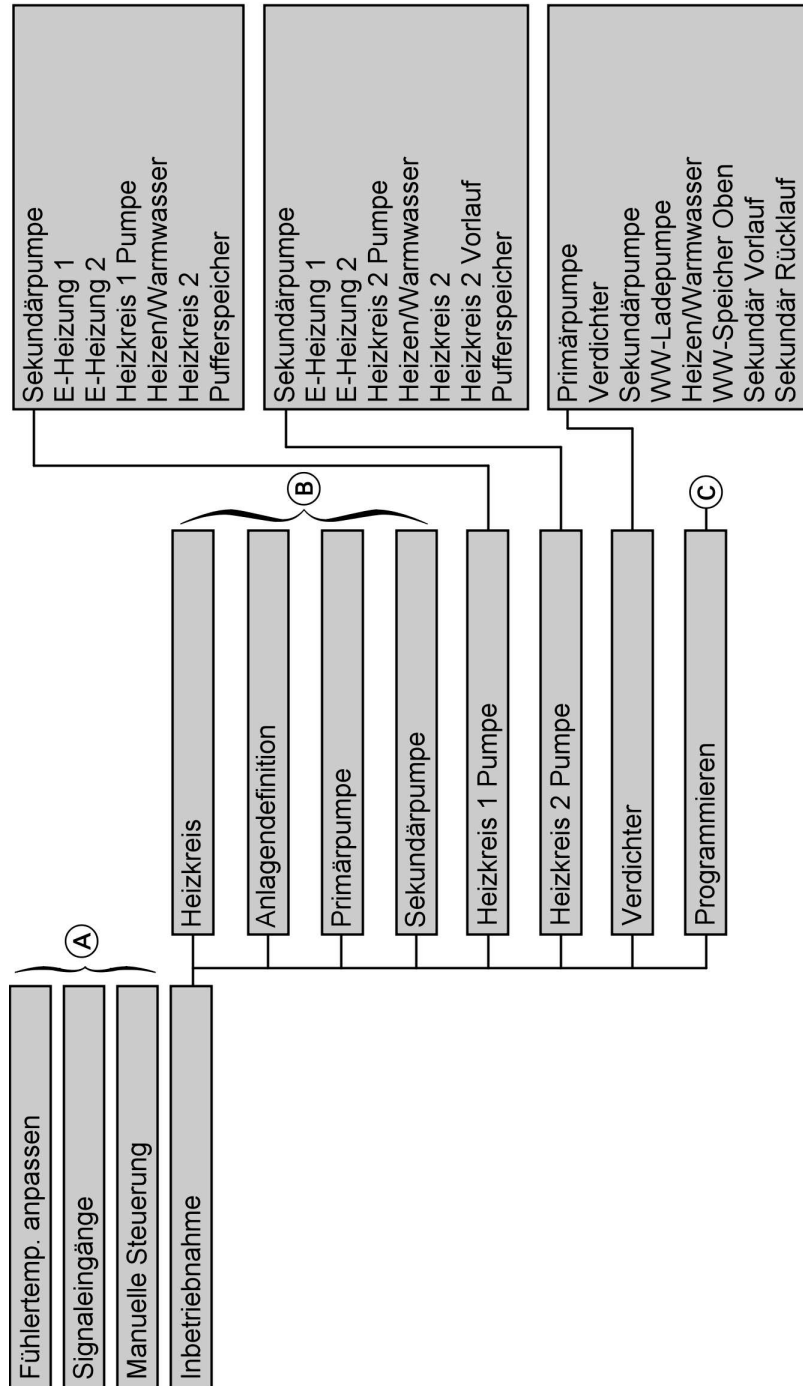 Fühlertemp. anpassen
Signaleingänge
Manuelle Steuerung
Inbetriebnahme
A
Heizkreis
Anlagendefinition
Primärpumpe
Sekundärpumpe
Heizkreis 1 Pumpe
Heizkreis 2 Pumpe
Verdichter
Programmieren
B
C
Sekundärpumpe
E-Heizung 1
E-Heizung 2
Heizkreis 1 Pumpe
Heizen/Warmwasser
Heizkreis 2
Pufferspeicher
Sekundärpumpe
E-Heizung 1
E-Heizung 2
Heizkreis 2 Pumpe
Heizen/Warmwasser
Heizkreis 2
Heizkreis 2 Vorlauf
Pufferspeicher
Primärpumpe
Verdichter
Sekundärpumpe
WW-Ladepumpe
Heizen/Warmwasser
WW-Speicher Oben
Sekundär Vorlauf
Sekundär Rücklauf